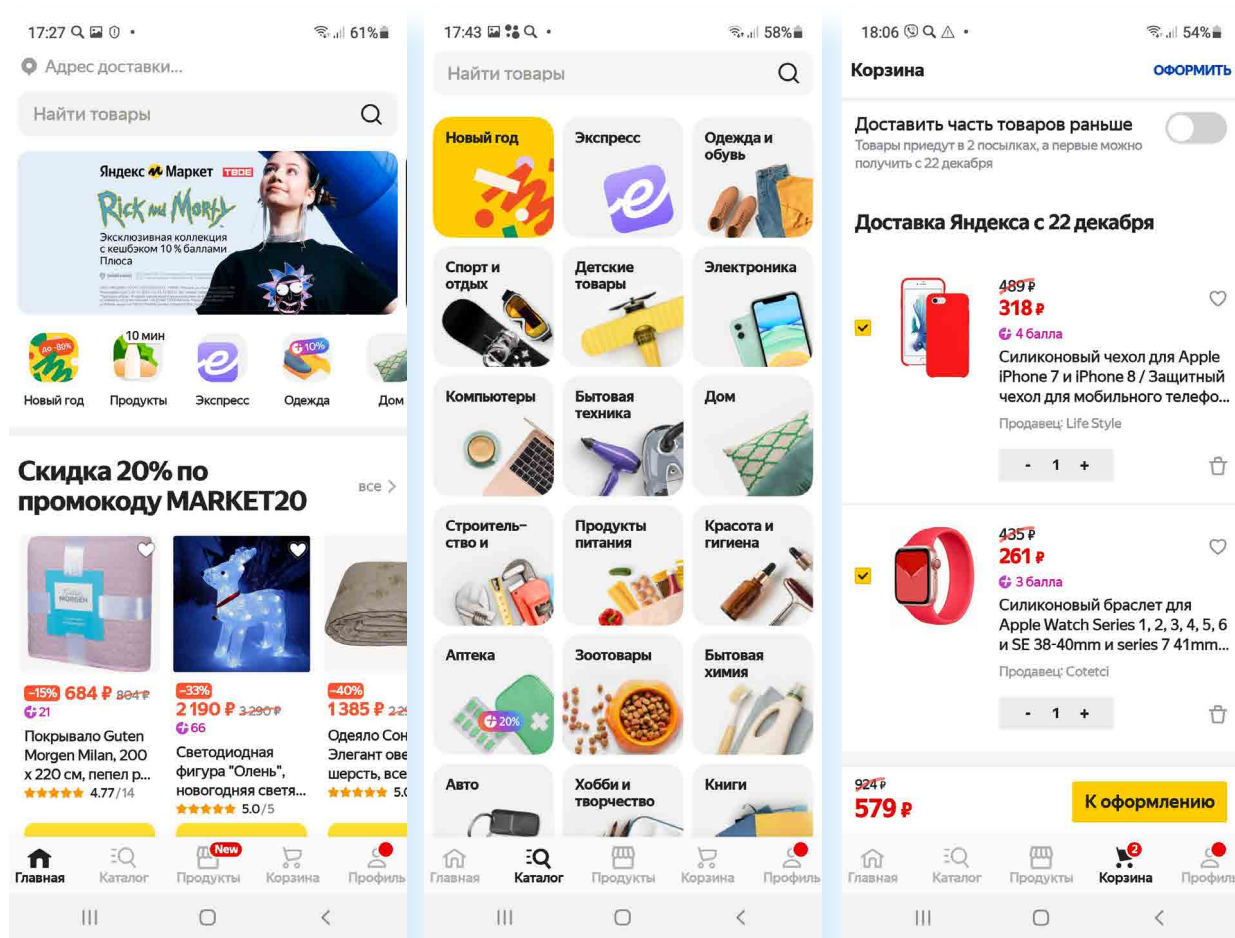 17:27
61%
Адрес доставки...
Найти товары
Яндекс Маркет ТВОЕ
Rick and Morty
Эксклюзивная коллекция
с кешбэком 10 % баллами
Плюса
до -80%
10 мин
10%
Новый год
Продукты
Экспресс
Одежда
Дом
Скидка 20% по
промокоду MARKET20
все >
MORGEN
-15% 684 ₽ 804 ₽
21
Покрывало Guten
Morgen Milan, 200
x 220 см, пепел р...
4.77/14
-33%
2 190 ₽ 3 290 ₽
66
Светодиодная
фигура "Олень",
новогодняя светя...
5.0/5
-40%
1 385 ₽
Одеяло Сон
Элегант ове
шерсть, все
5.0
New
Главная
Каталог
Продукты
Корзина
Профиль
17:43
58%
Найти товары
Новый год
Экспресс
Одежда и
обувь
Спорт и
отдых
Детские
товары
Электроника
Компьютеры
Бытовая
техника
Дом
Строитель-
ство и
Продукты
питания
Красота и
гигиена
Аптека
20%
Зоотовары
Бытовая
химия
Авто
Хобби и
творчество
Книги
Главная
Каталог
Продукты
Корзина
Профиль
18:06
54%
Корзина
ОФОРМИТЬ
Доставить часть товаров раньше
Товары приедут в 2 посылках, а первые можно
получить с 22 декабря
Доставка Яндекса с 22 декабря
489 ₽
318 ₽
4 балла
Силиконовый чехол для Apple
iPhone 7 и iPhone 8 / Защитный
чехол для мобильного телефо...
Продавец: Life Style
- 1 +
435 ₽
261 ₽
3 балла
Силиконовый браслет для
Apple Watch Series 1, 2, 3, 4, 5, 6
и SE 38-40mm и series 7 41mm...
Продавец: Cotetci
- 1 +
924 ₽
579 ₽
К оформлению
2
Главная
Каталог
Продукты
Корзина
Профиль